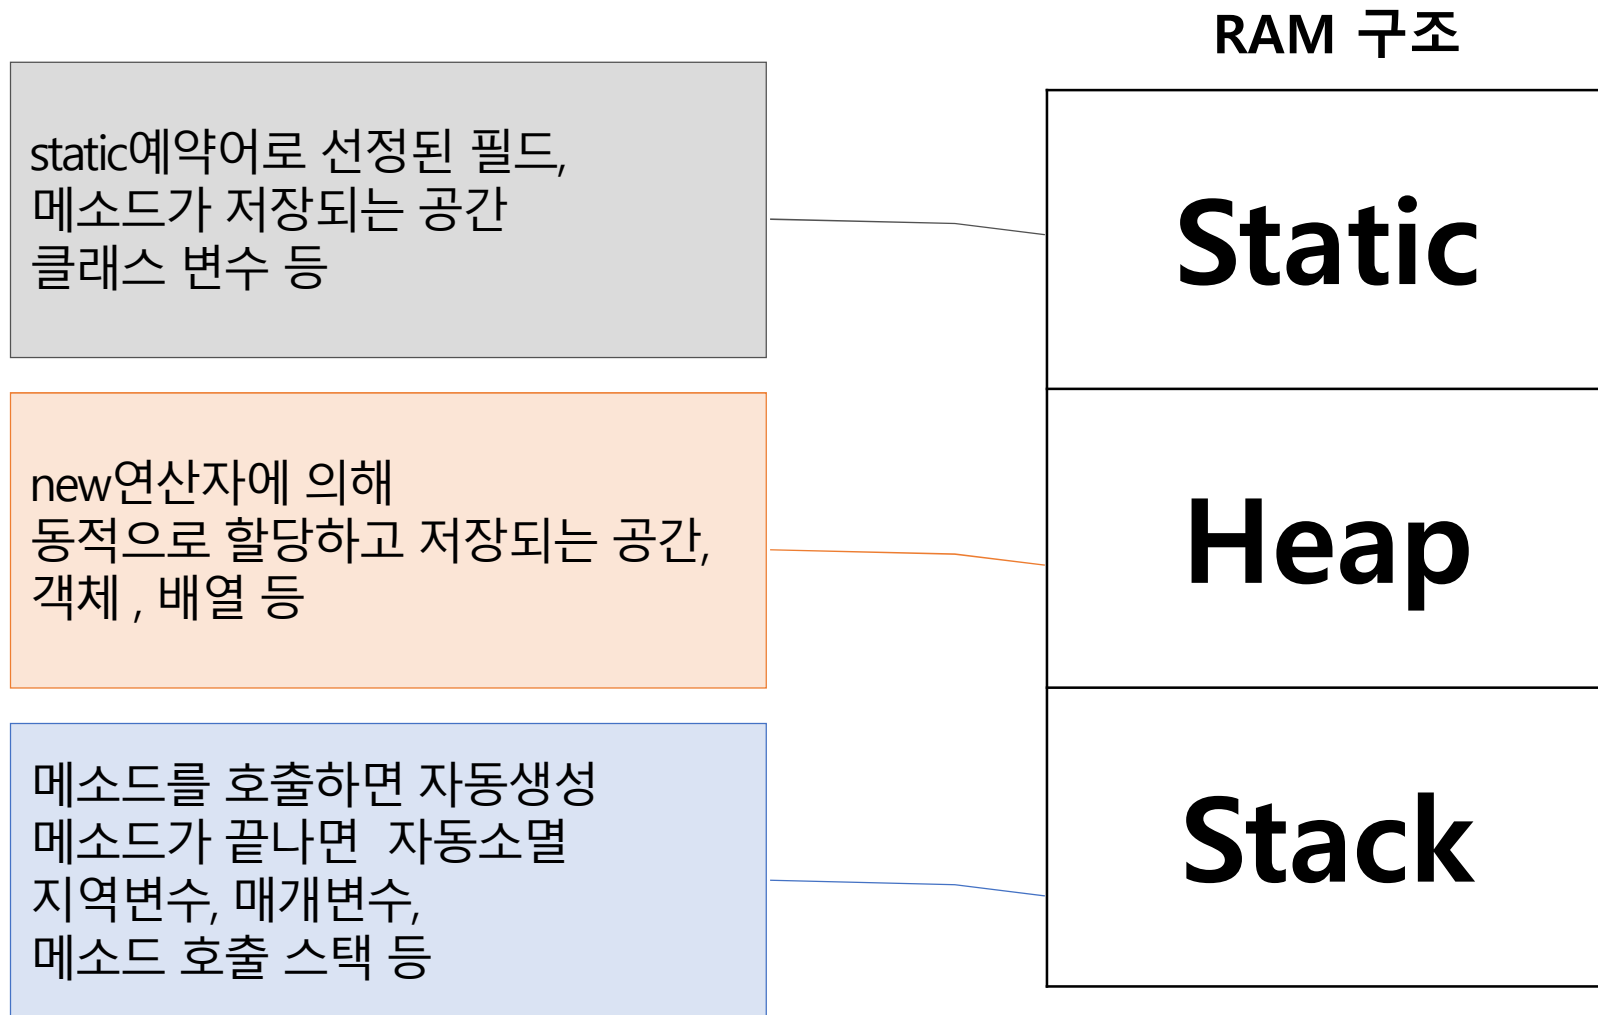 RAM 구조
static예약어로 선정된 필드,
메소드가 저장되는 공간
클래스 변수 등
Static
new연산자에 의해
동적으로 할당하고 저장되는 공간,
객체 , 배열 등
Heap
메소드를 호출하면 자동생성
메소드가 끝나면  자동소멸
지역변수, 매개변수,
메소드 호출 스택 등
Stack